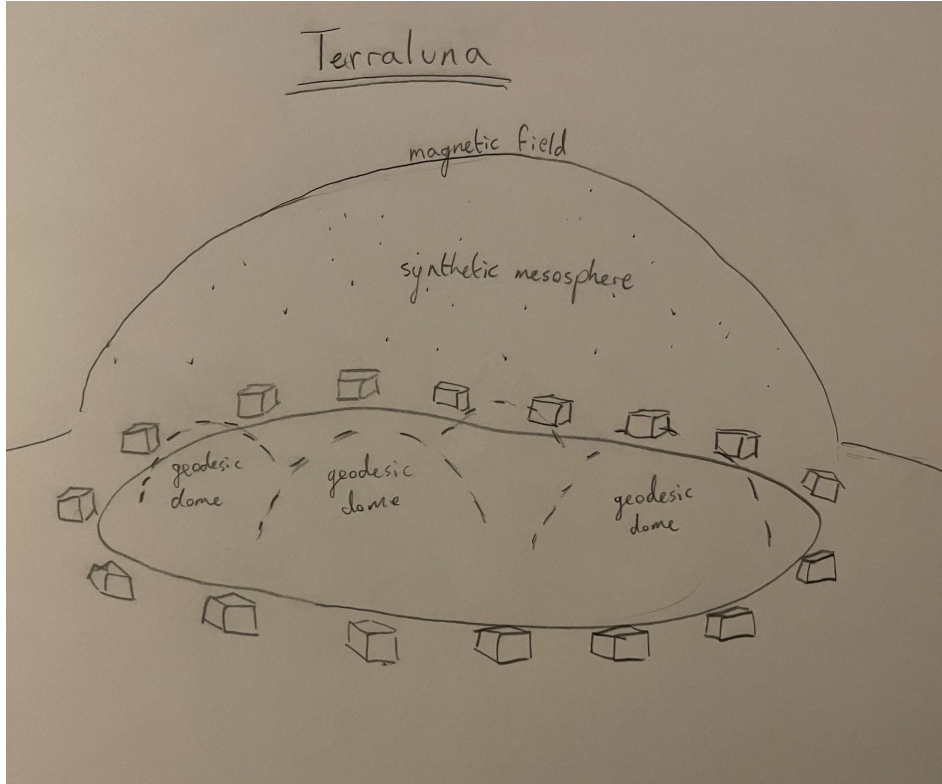 Terraluna
magnetic field
synthetic mesosphere
geodesic
dome
geodesic
dome
geodesic
dome